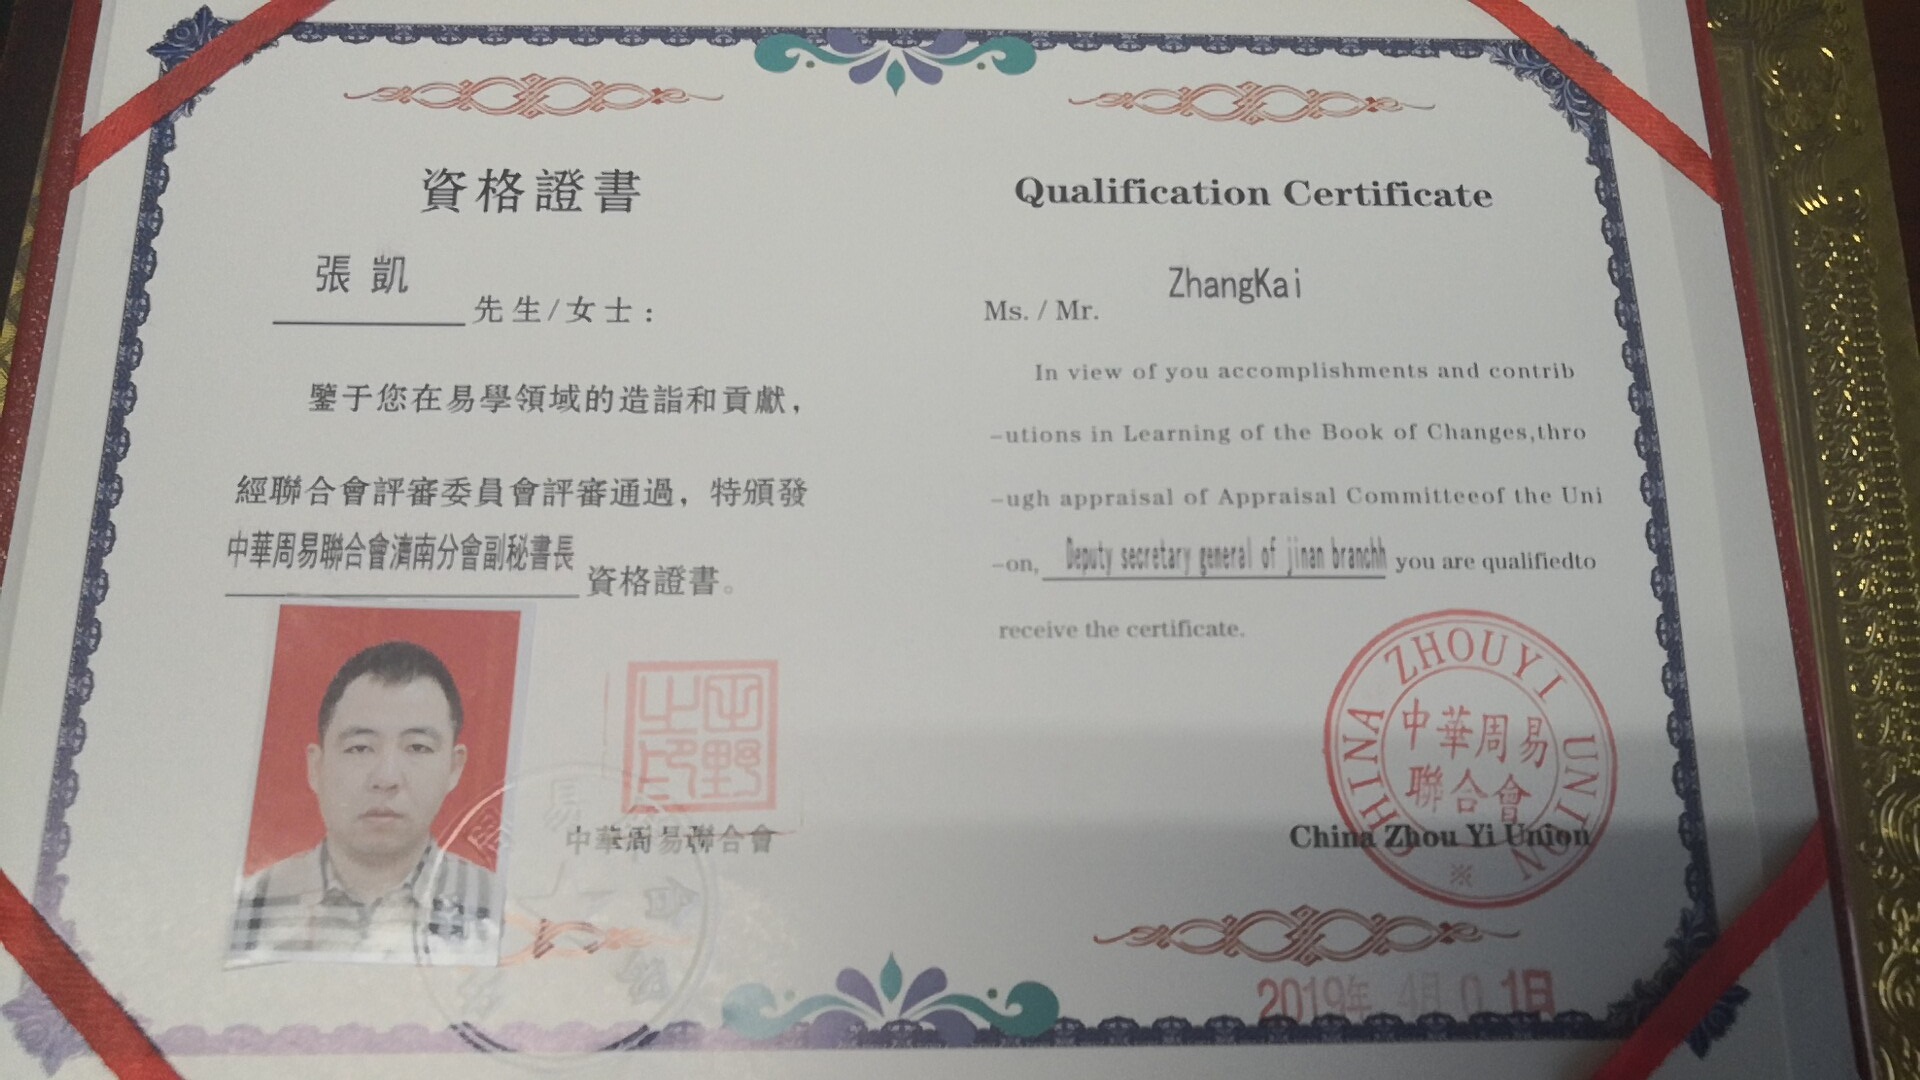 資格證書
張凱
先生/女士:
鑒于您在易學領域的造詣和貢獻,
經聯合會評審委員會評審通過, 特頒發
中華周易聯合會濟南分會副秘書長 資格證書。
中華周易聯合會
Qualification Certificate
ZhangKai
Ms. / Mr.
In view of you accomplishments and contrib
-utions in Learning of the Book of Changes,thro
-ugh appraisal of Appraisal Committeeof the Uni
-on, Deputy secretary general of jinan branchh you are qualifiedto
receive the certificate.
CHINA ZHOUYI UNION
中華周易
聯合會
China Zhou Yi Union
2019年 4月 0 1日